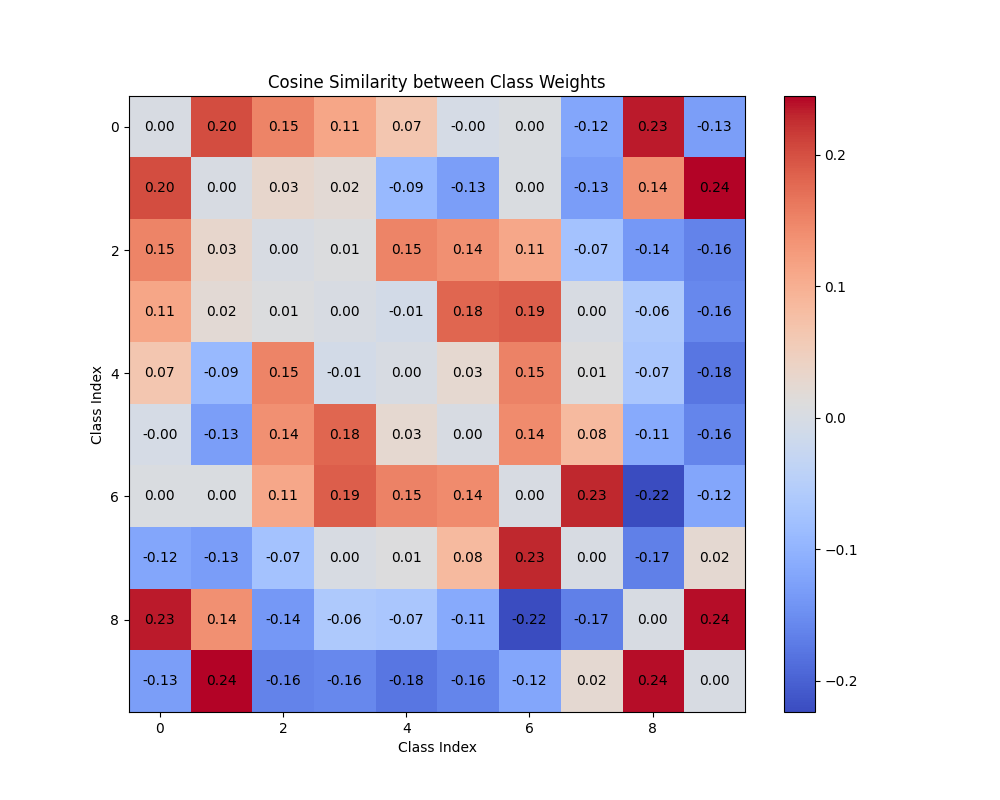 Cosine Similarity between Class Weights
0 0.00 0.20 0.15 0.11 0.07 -0.00 0.00 -0.12 0.23 -0.13
0.20 0.00 0.03 0.02 -0.09 -0.13 0.00 -0.13 0.14 0.24
2 0.15 0.03 0.00 0.01 0.15 0.14 0.11 -0.07 -0.14 -0.16
0.11 0.02 0.01 0.00 -0.01 0.18 0.19 0.00 -0.06 -0.16
4 0.07 -0.09 0.15 -0.01 0.00 0.03 0.15 0.01 -0.07 -0.18
-0.00 -0.13 0.14 0.18 0.03 0.00 0.14 0.08 -0.11 -0.16
6 0.00 0.00 0.11 0.19 0.15 0.14 0.00 0.23 -0.22 -0.12
-0.12 -0.13 -0.07 0.00 0.01 0.08 0.23 0.00 -0.17 0.02
8 0.23 0.14 -0.14 -0.06 -0.07 -0.11 -0.22 -0.17 0.00 0.24
-0.13 0.24 -0.16 -0.16 -0.18 -0.16 -0.12 0.02 0.24 0.00
0 2 4 6 8
Class Index
Class Index
0.2
0.1
0.0
−0.1
−0.2